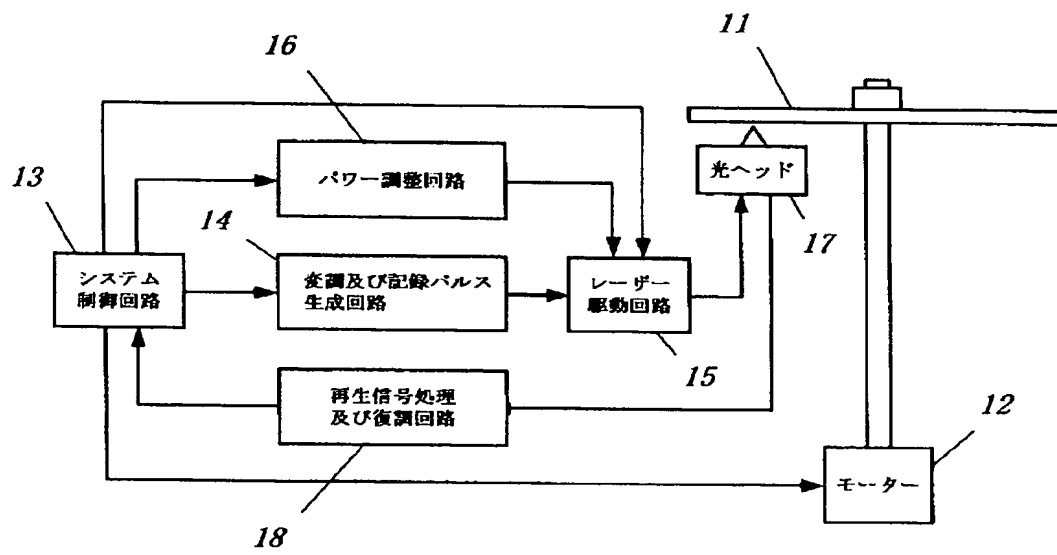 16
11
パワー調整回路
光ヘッド
13
14
17
システム
制御回路
変調及び記録パルス
生成回路
レーザー
駆動回路
15
再生信号処理
及び復調回路
12
モーター
18